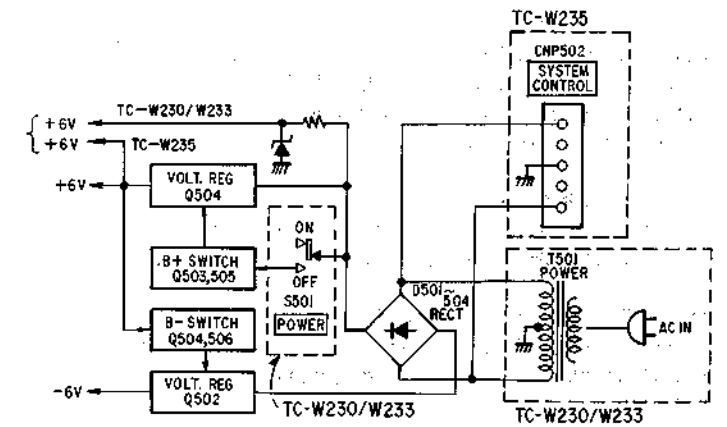 TC-W235
CNP502
SYSTEM
CONTROL
TC-W230/W233
+6V
+6V
TC-W235
+6V
VOLT. REG
Q504
ON
B+ SWITCH
Q503,505
OFF
S501
POWER
D501~504
RECT
T501
POWER
AC IN
B- SWITCH
Q504,506
-6V
VOLT. REG
Q502
TC-W230/W233
TC-W230/W233